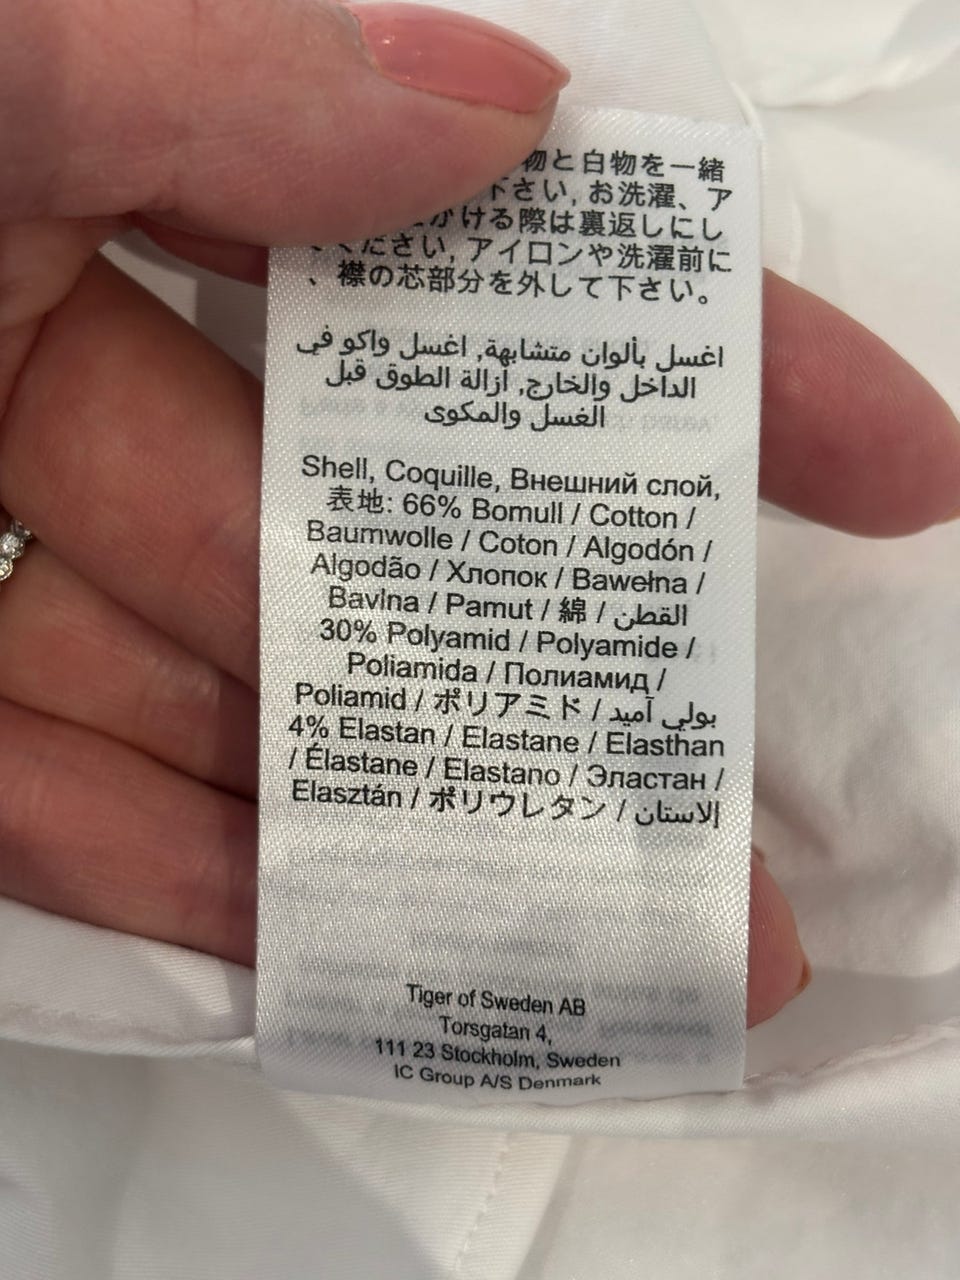 物と白物を一緒
下さい, お洗濯、ア
かける際は裏返しにし
ください, アイロンや洗濯前に
、襟の芯部分を外して下さい。
اغسل بألوان متشابهة, اغسل واكو في
الداخل والخارج, ازالة الطوق قبل
الغسل والمكوى
Shell, Coquille, Внешний слой,
表地: 66% Bomull / Cotton /
Baumwolle / Coton / Algodón /
Algodão / Хлопок / Bawełna /
Bavlna / Pamut / 綿 / القطن
30% Polyamid / Polyamide /
Poliamida / Полиамид /
Poliamid / ポリアミド / بولي آميد
4% Elastan / Elastane / Elasthan
/ Élastane / Elastano / Эластан /
Elasztán / ポリウレタン / إلاستان
Tiger of Sweden AB
Torsgatan 4,
111 23 Stockholm, Sweden
IC Group A/S Denmark